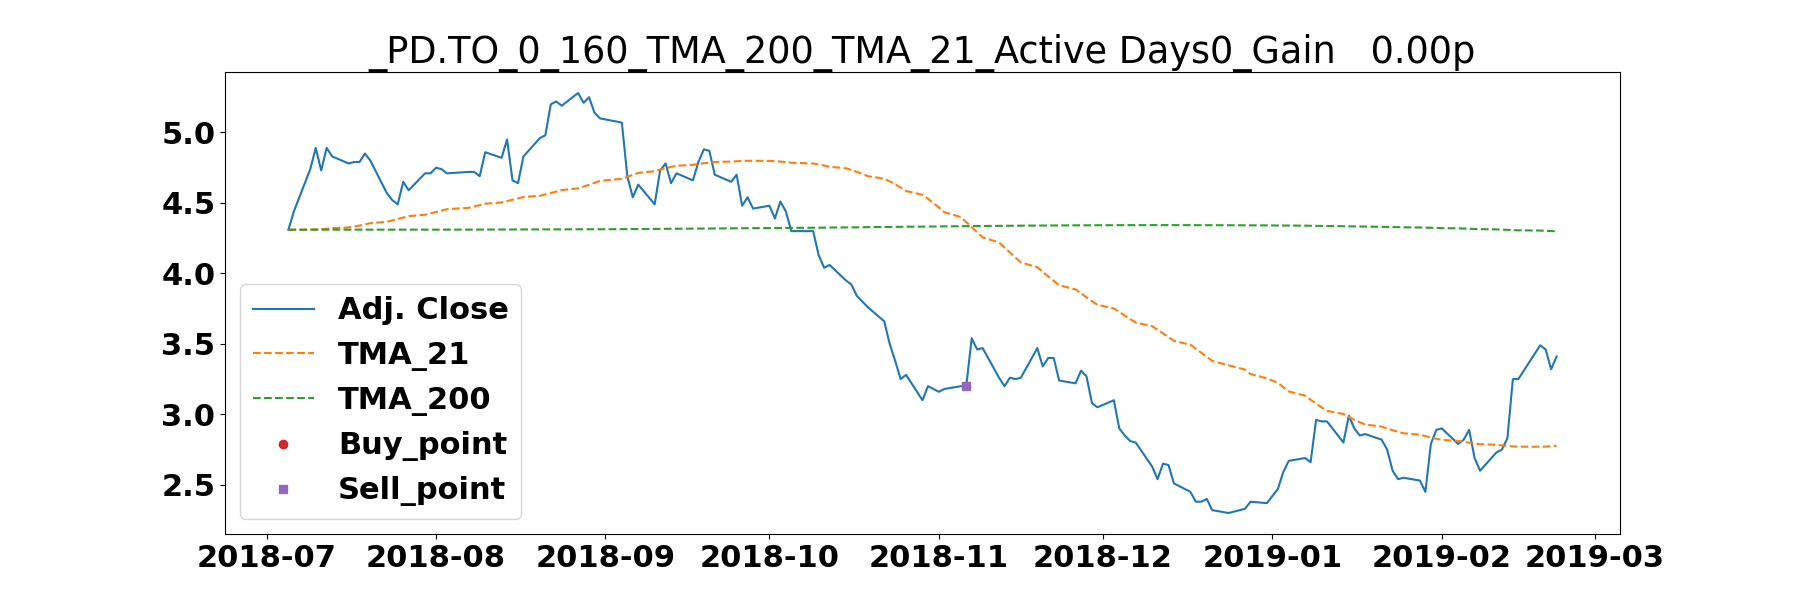 _PD.TO_0_160_TMA_200_TMA_21_Active Days0_Gain   0.00p
5.0
4.5
4.0
3.5
3.0
2.5
Adj. Close
TMA_21
TMA_200
Buy_point
Sell_point
2018-07 2018-08 2018-09 2018-10 2018-11 2018-12 2019-01 2019-02 2019-03